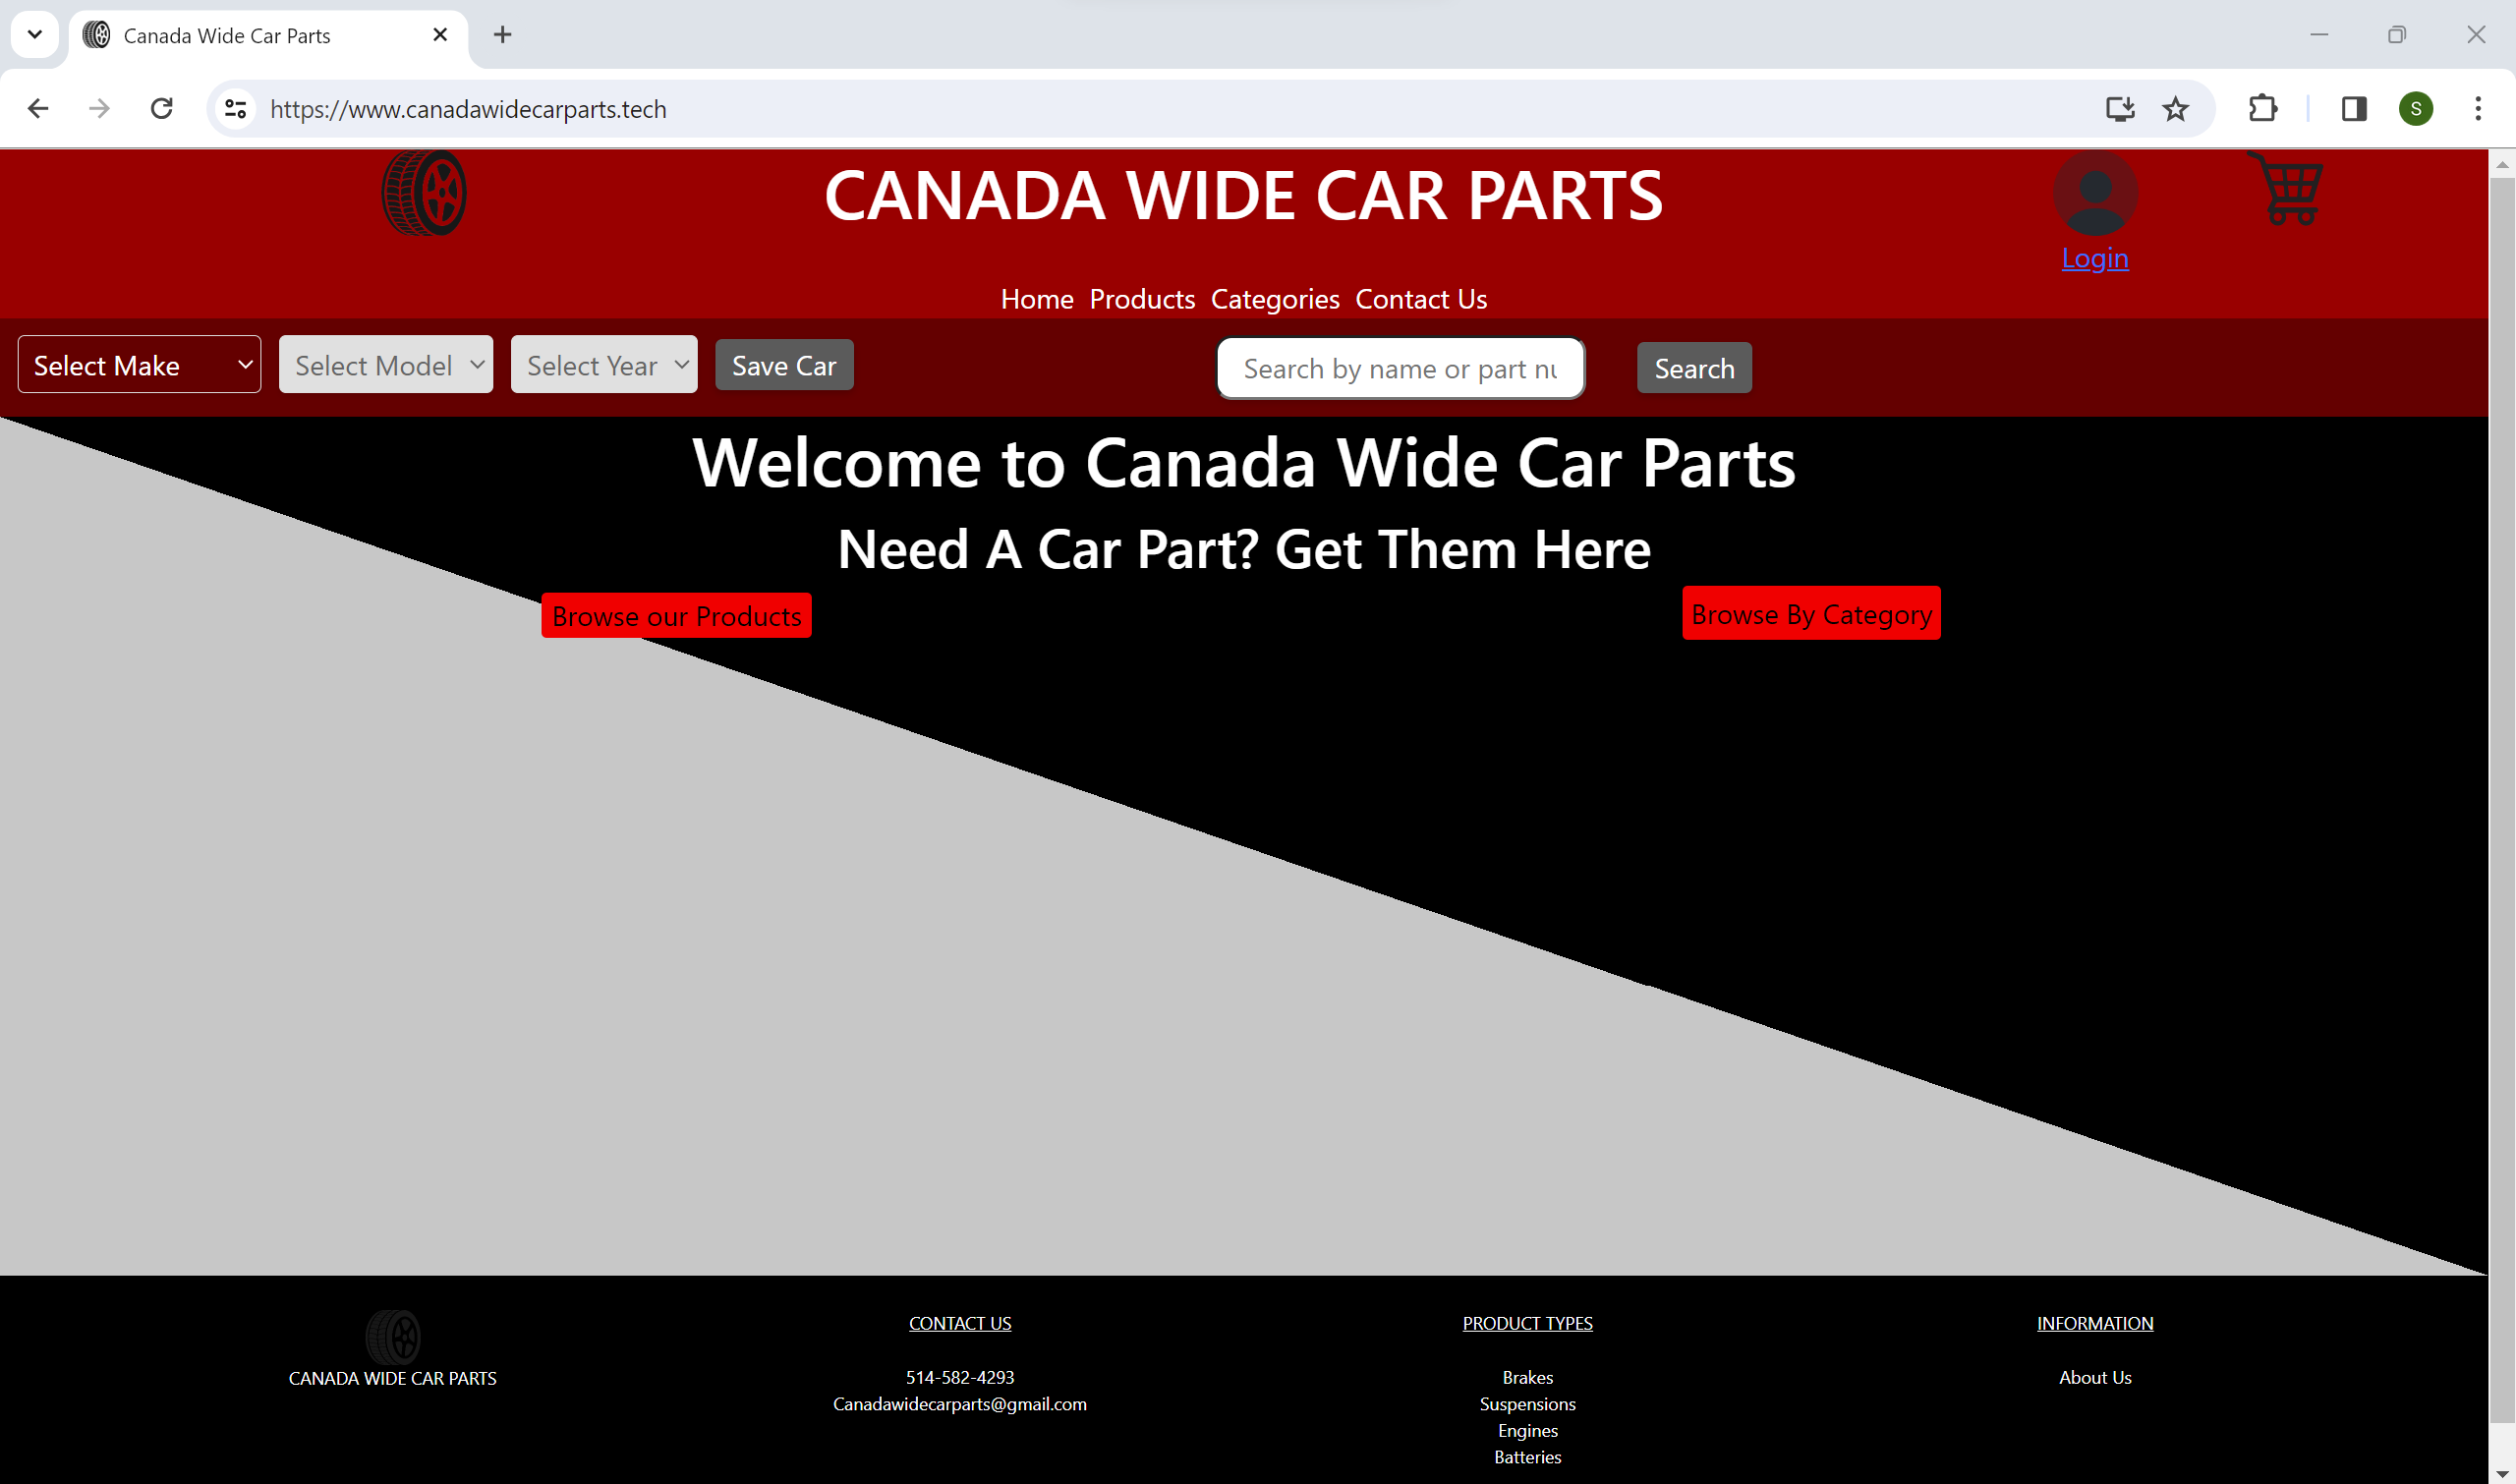 Canada Wide Car Parts
https://www.canadawidecarparts.tech
S
CANADA WIDE CAR PARTS
Login
Home Products Categories Contact Us
Select Make Select Model Select Year Save Car Search by name or part nu Search
Welcome to Canada Wide Car Parts
Need A Car Part? Get Them Here
Browse our Products Browse By Category
CANADA WIDE CAR PARTS
CONTACT US
514-582-4293
Canadawidecarparts@gmail.com
PRODUCT TYPES
Brakes
Suspensions
Engines
Batteries
INFORMATION
About Us